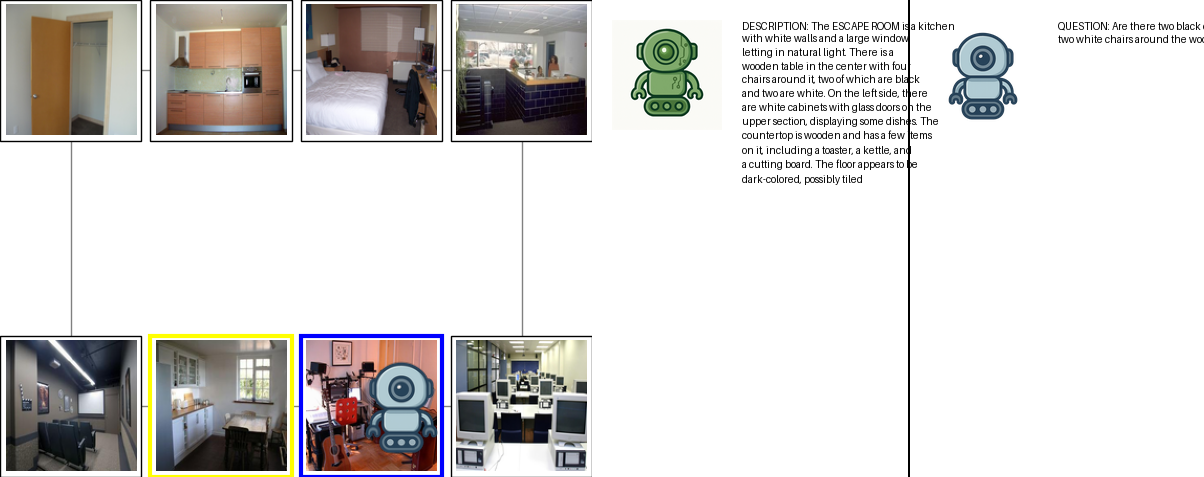 DESCRIPTION: The ESCAPE ROOM is a kitchen
with white walls and a large window
letting in natural light. There is a
wooden table in the center with four
chairs around it, two of which are black
and two are white. On the left side, there
are white cabinets with glass doors on the
upper section, displaying some dishes. The
countertop is wooden and has a few items
on it, including a toaster, a kettle, and
a cutting board. The floor appears to be
dark-colored, possibly tiled
QUESTION: Are there two black
two white chairs around the